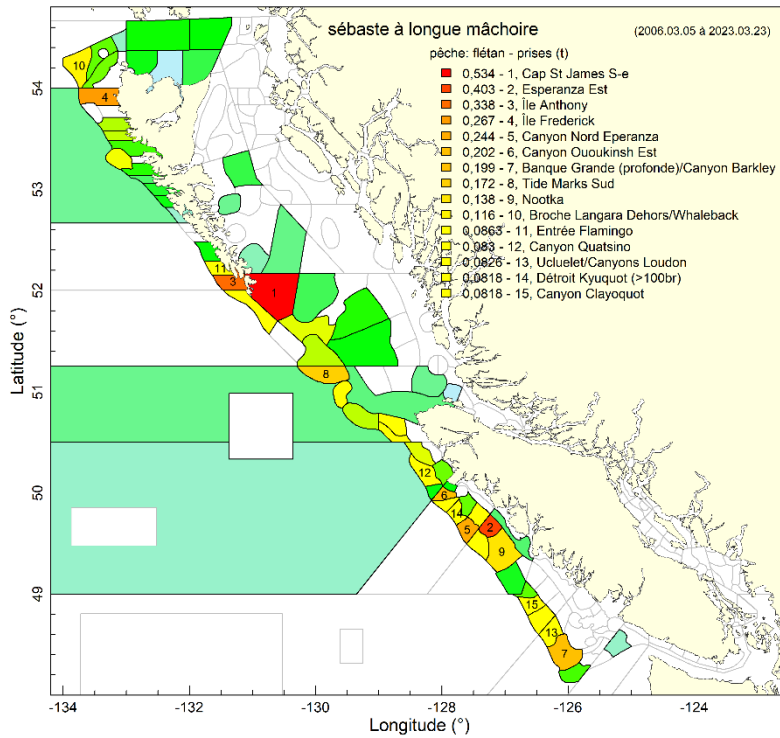 sébaste à longue mâchoire
(2006.03.05 à 2023.03.23)
pêche: flétan - prises (t)
0,534 - 1, Cap St James S-e
0,403 - 2, Esperanza Est
0,338 - 3, Île Anthony
0,267 - 4, Île Frederick
0,244 - 5, Canyon Nord Eperanza
0,202 - 6, Canyon Ououkinsh Est
0,199 - 7, Banque Grande (profonde)/Canyon Barkley
0,172 - 8, Tide Marks Sud
0,138 - 9, Nootka
0,116 - 10, Broche Langara Dehors/Whaleback
0,0863 - 11, Entrée Flamingo
0,083 - 12, Canyon Quatsino
0,0826 - 13, Ucluelet/Canyons Loudon
0,0818 - 14, Détroit Kyuquot (>100br)
0,0818 - 15, Canyon Clayoquot
10
4
11
3
1
8
12
6
14
5
2
9
15
13
7
54
53
52
51
50
49
Latitude (°)
-134
-132
-130
-128
-126
-124
Longitude (°)